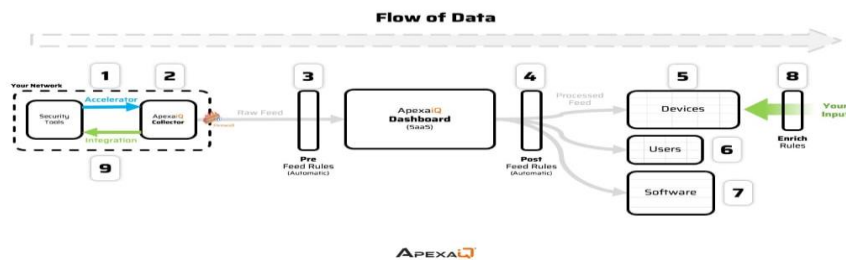 Flow of Data
1
2
3
4
5
8
Your Network
Accelerator
Security
Tools
ApexaiQ
Collector
Integration
9
Raw Feed
Pre
Feed Rules
(Automatic)
ApexaiQ
Dashboard
(SaaS)
Post
Feed Rules
(Automatic)
Processed
Feed
Devices
Users
6
Software
7
Enrich
Rules
Your
Input
APEXAIQ